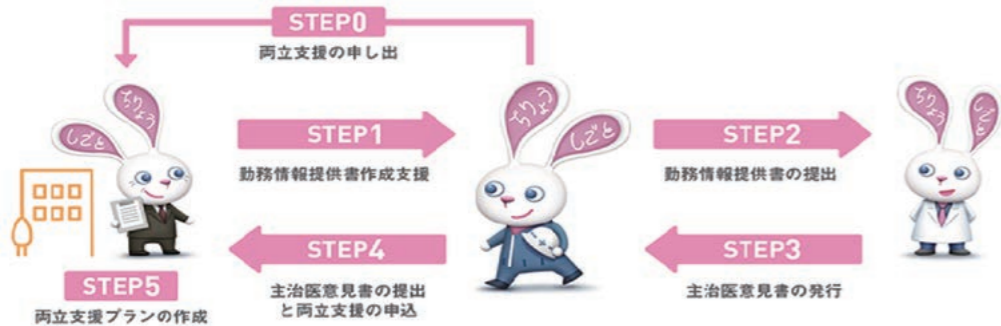 STEP0
両立支援の申し出
ちりょう
しごと
ちりょう
しごと
ちりょう
しごと
STEP1
勤務情報提供書作成支援
STEP2
勤務情報提供書の提出
STEP4
主治医意見書の提出
と両立支援の申込
STEP3
主治医意見書の発行
STEP5
両立支援プランの作成